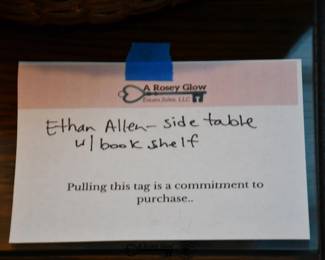 A Rosey Glow
Estate Sales, LLC
Ethan Allen - side table
w/ book shelf
Pulling this tag is a commitment to
purchase..